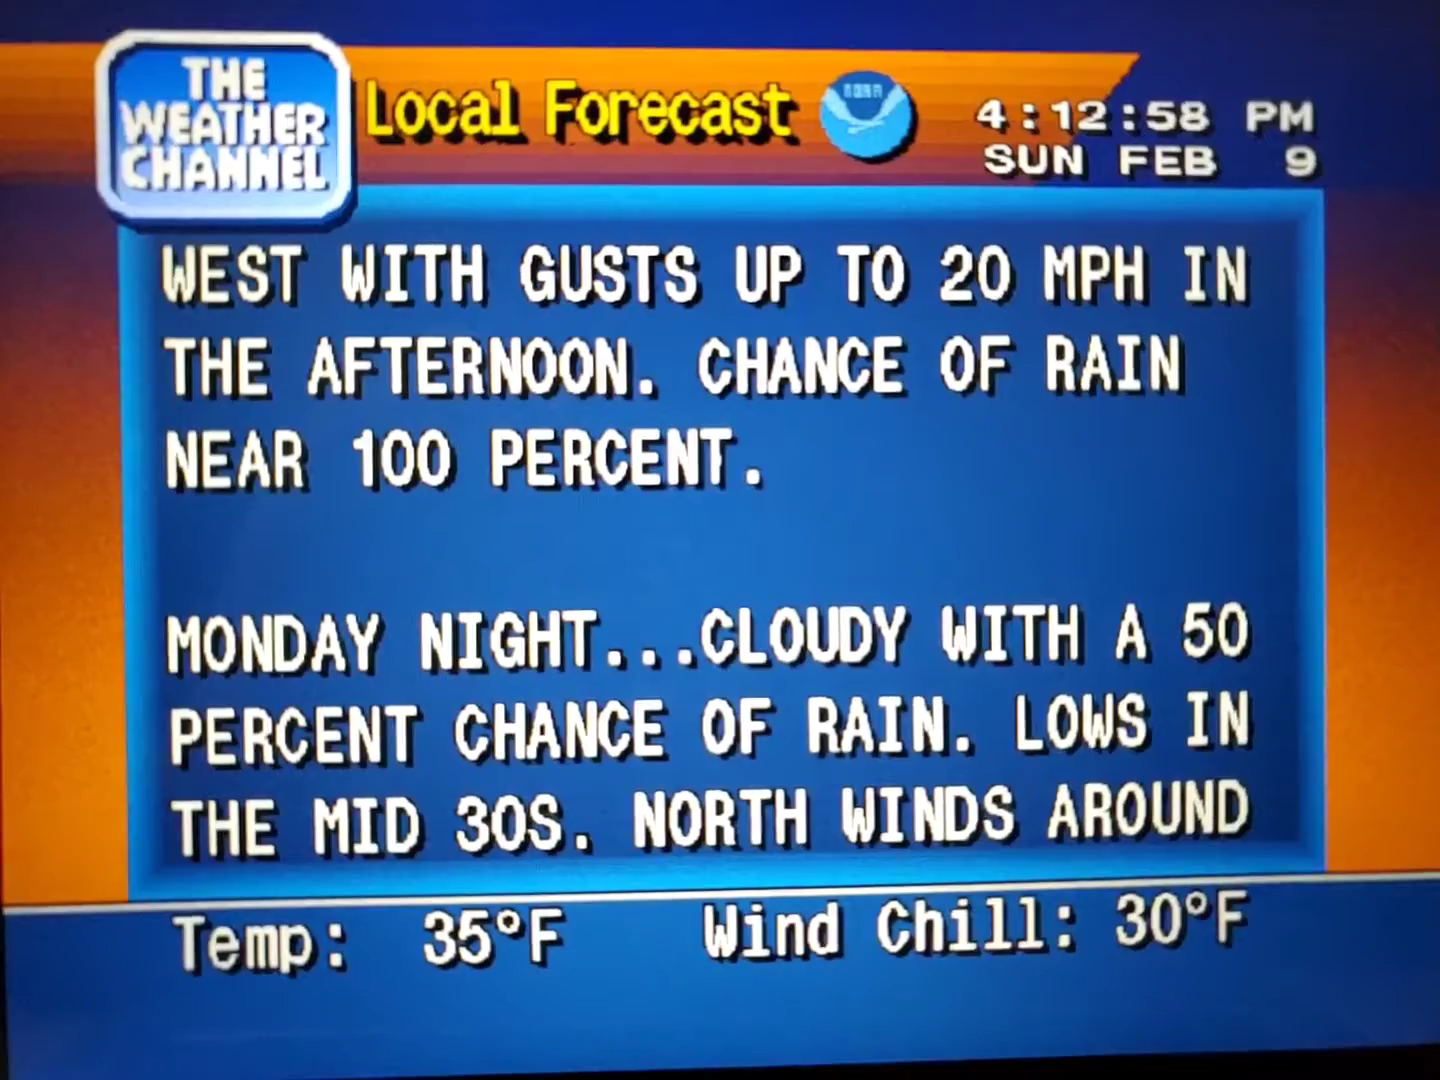 THE
WEATHER
CHANNEL
Local Forecast
NOAA
4:12:58 PM
SUN FEB 9
WEST WITH GUSTS UP TO 20 MPH IN
THE AFTERNOON. CHANCE OF RAIN
NEAR 100 PERCENT.
MONDAY NIGHT...CLOUDY WITH A 50
PERCENT CHANCE OF RAIN. LOWS IN
THE MID 30S. NORTH WINDS AROUND
Temp: 35°F Wind Chill: 30°F